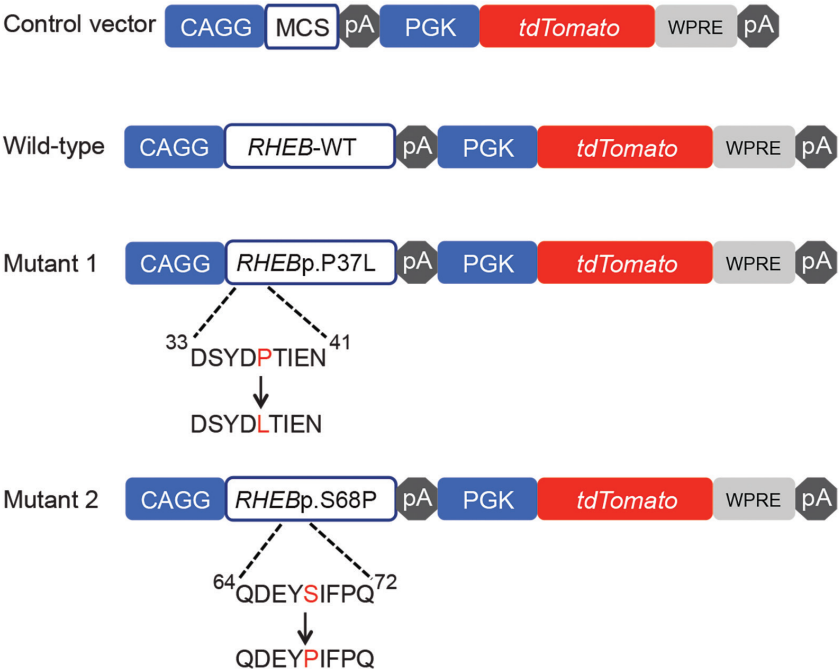 Control vector CAGG MCS pA PGK tdTomato WPRE pA
Wild-type CAGG RHEB-WT pA PGK tdTomato WPRE pA
Mutant 1 CAGG RHEBp.P37L pA PGK tdTomato WPRE pA
33 DSYDPTIEN 41
DSYDLTIEN
Mutant 2 CAGG RHEBp.S68P pA PGK tdTomato WPRE pA
64 QDEYSIFPQ 72
QDEYPIFPQ